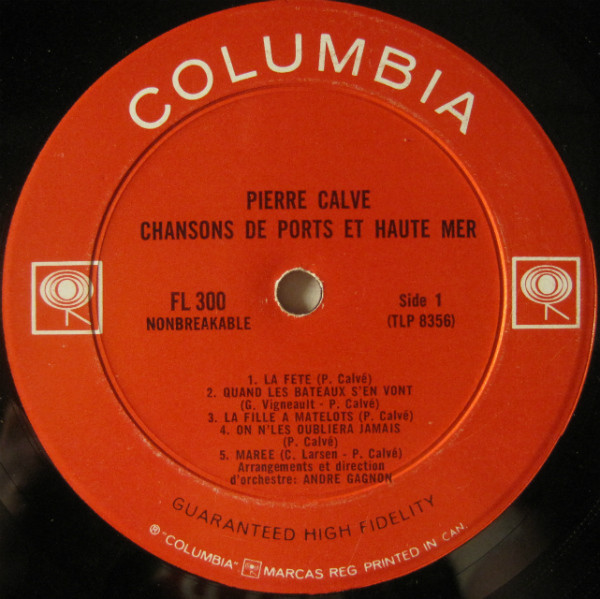 COLUMBIA
PIERRE CALVE
CHANSONS DE PORTS ET HAUTE MER
FL 300
NONBREAKABLE
Side 1
(TLP 8356)
1. LA FETE (P. Calvé)
2. QUAND LES BATEAUX S'EN VONT
(G. Vigneault - P. Calvé)
3. LA FILLE A MATELOTS (P. Calvé)
4. ON N'LES OUBLIERA JAMAIS
(P. Calvé)
5. MAREE (C. Larsen - P. Calvé)
Arrangements et direction
d'orchestre: ANDRE GAGNON
GUARANTEED HIGH FIDELITY
℗ "COLUMBIA" MARCAS REG PRINTED IN CAN.